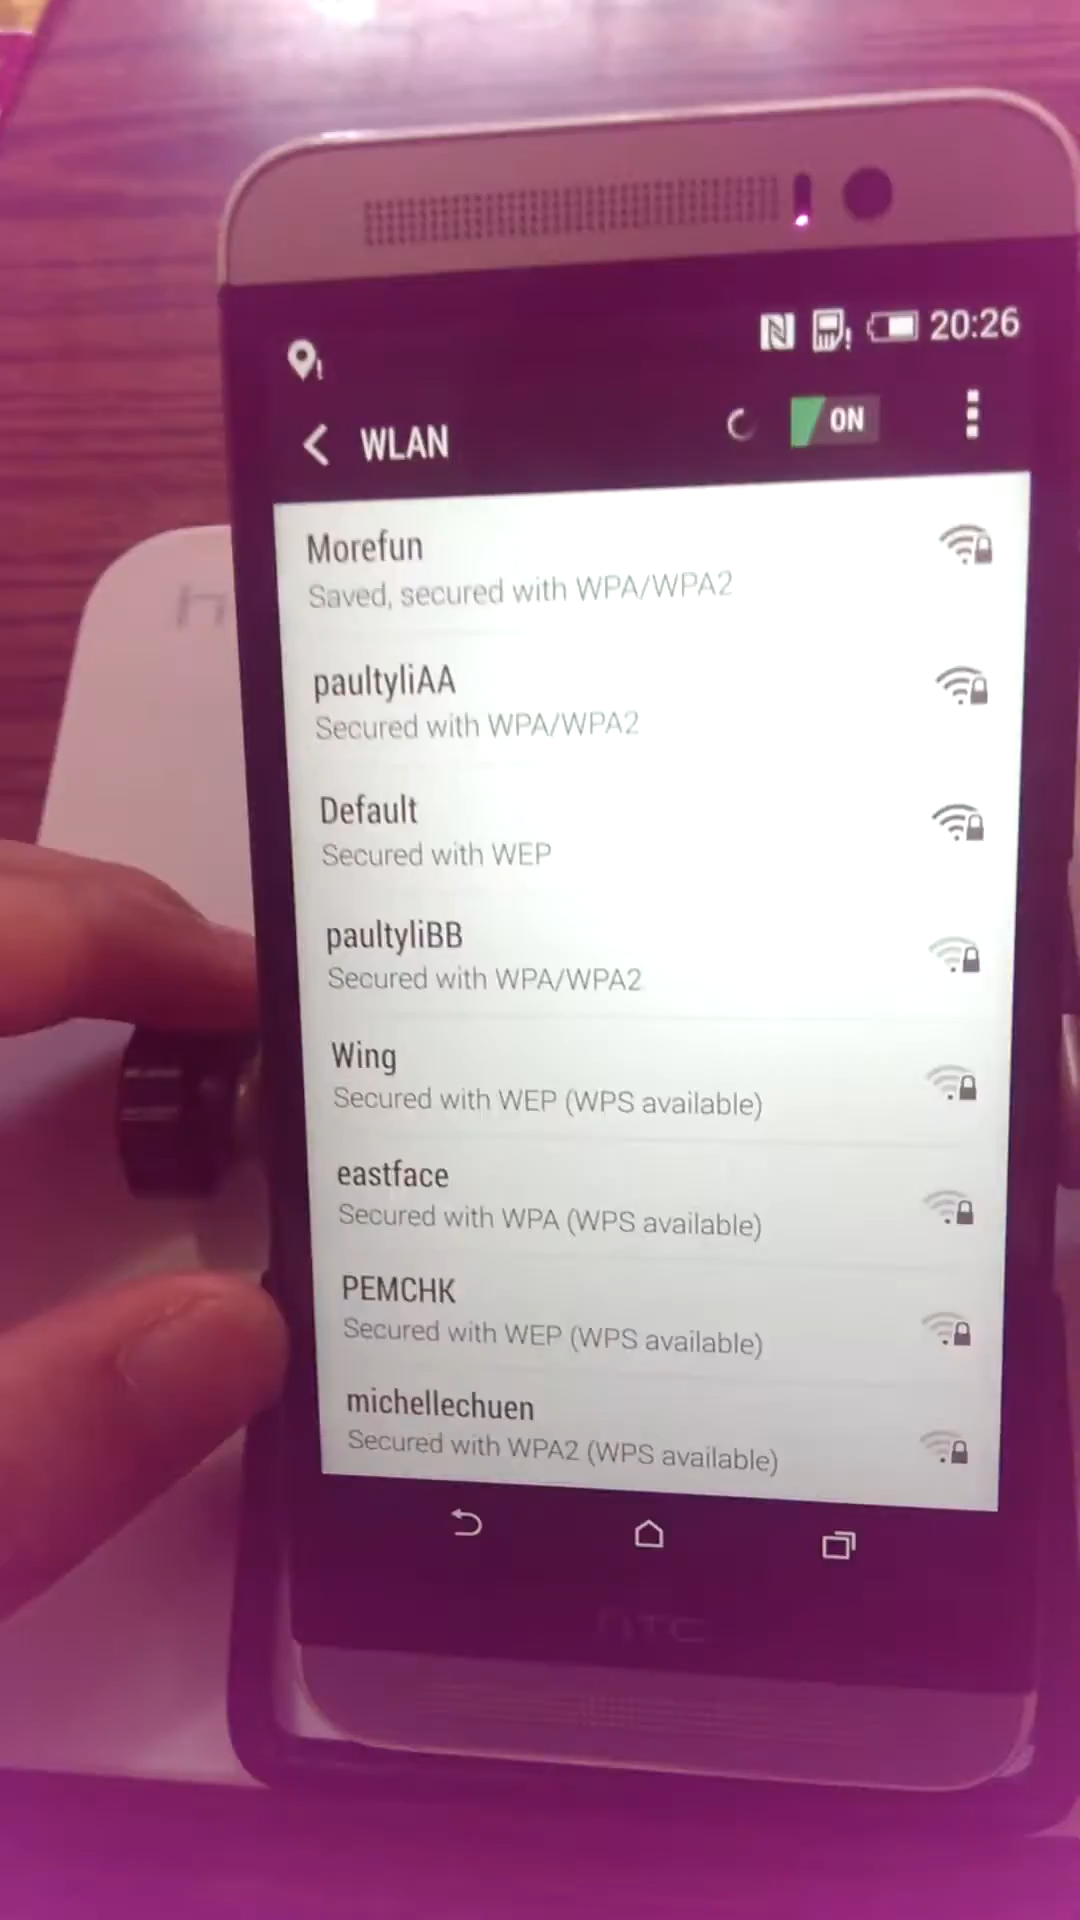 20:26
WLAN
ON
Morefun
Saved, secured with WPA/WPA2
paultyliAA
Secured with WPA/WPA2
Default
Secured with WEP
paultyliBB
Secured with WPA/WPA2
Wing
Secured with WEP (WPS available)
eastface
Secured with WPA (WPS available)
PEMCHK
Secured with WEP (WPS available)
michellechuen
Secured with WPA2 (WPS available)
hTC